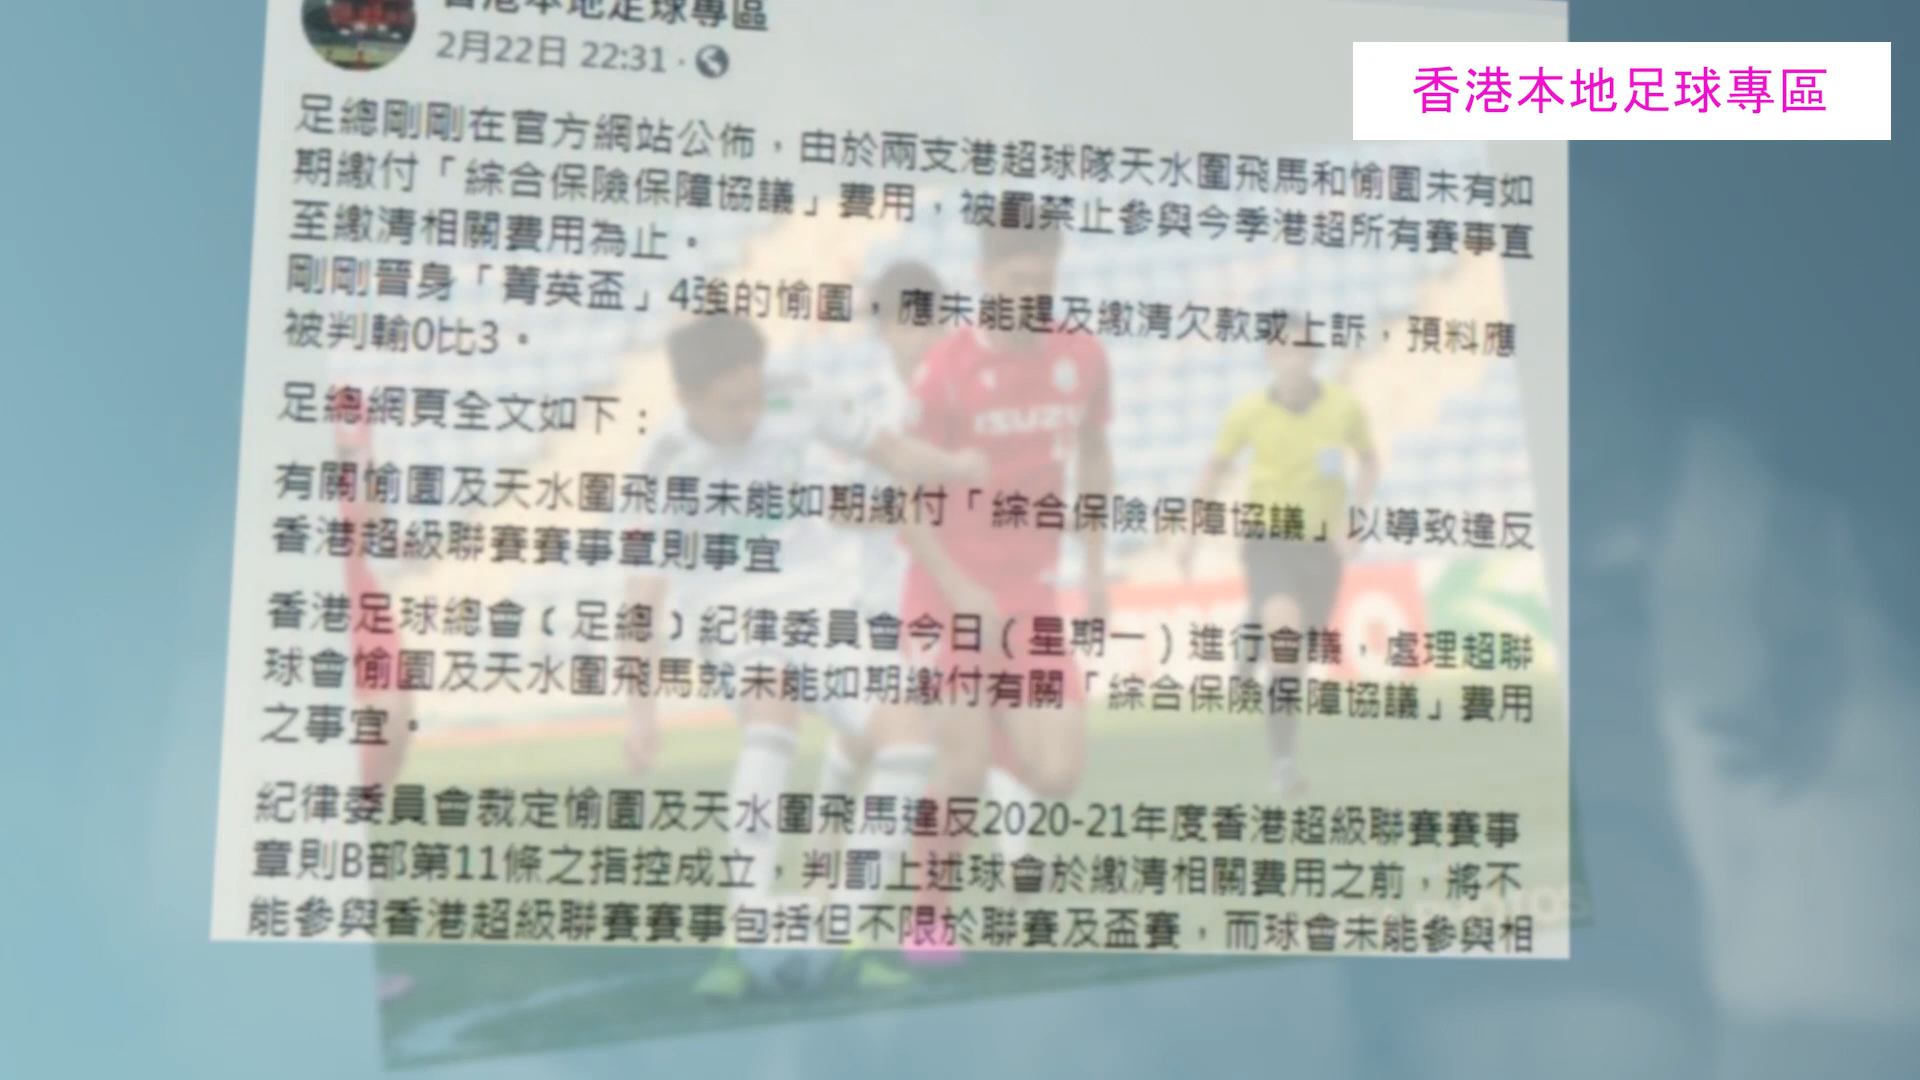 香港本地足球專區
香港本地足球專區
2月22日 22:31
足總剛剛在官方網站公佈，由於兩支港超球隊天水圍飛馬和愉園未有如
期繳付「綜合保險保障協議」費用，被罰禁止參與今季港超所有賽事直
至繳清相關費用為止。
剛剛晉身「菁英盃」4強的愉園，應未能趕及繳清欠款或上訴，預料應
被判輸0比3。
足總網頁全文如下：
有關愉園及天水圍飛馬未能如期繳付「綜合保險保障協議」以導致違反
香港超級聯賽賽事章則事宜
香港足球總會﹝足總﹞紀律委員會今日（星期一）進行會議，處理超聯
球會愉園及天水圍飛馬就未能如期繳付有關「綜合保險保障協議」費用
之事宜。
紀律委員會裁定愉園及天水圍飛馬違反2020-21年度香港超級聯賽賽事
章則B部第11條之指控成立，判罰上述球會於繳清相關費用之前，將不
能參與香港超級聯賽賽事包括但不限於聯賽及盃賽，而球會未能參與相
ISUZU